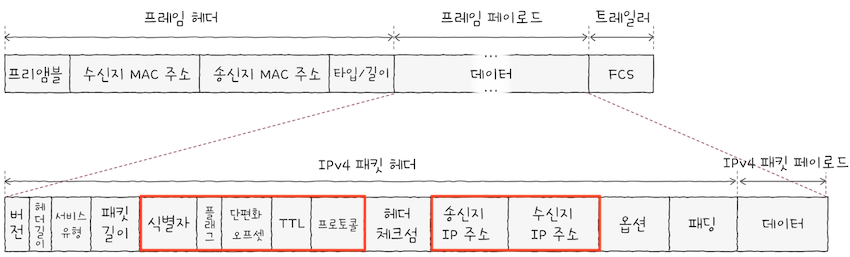 프레임 헤더 프레임 페이로드 트레일러
프리앰블 수신지 MAC 주소 송신지 MAC 주소 타입/길이 데이터 FCS
IPv4 패킷 헤더 IPv4 패킷 페이로드
버전 헤더길이 서비스 유형 패킷 길이 식별자 플래그 단편화 오프셋 TTL 프로토콜 헤더 체크섬 송신지 IP 주소 수신지 IP 주소 옵션 패딩 데이터